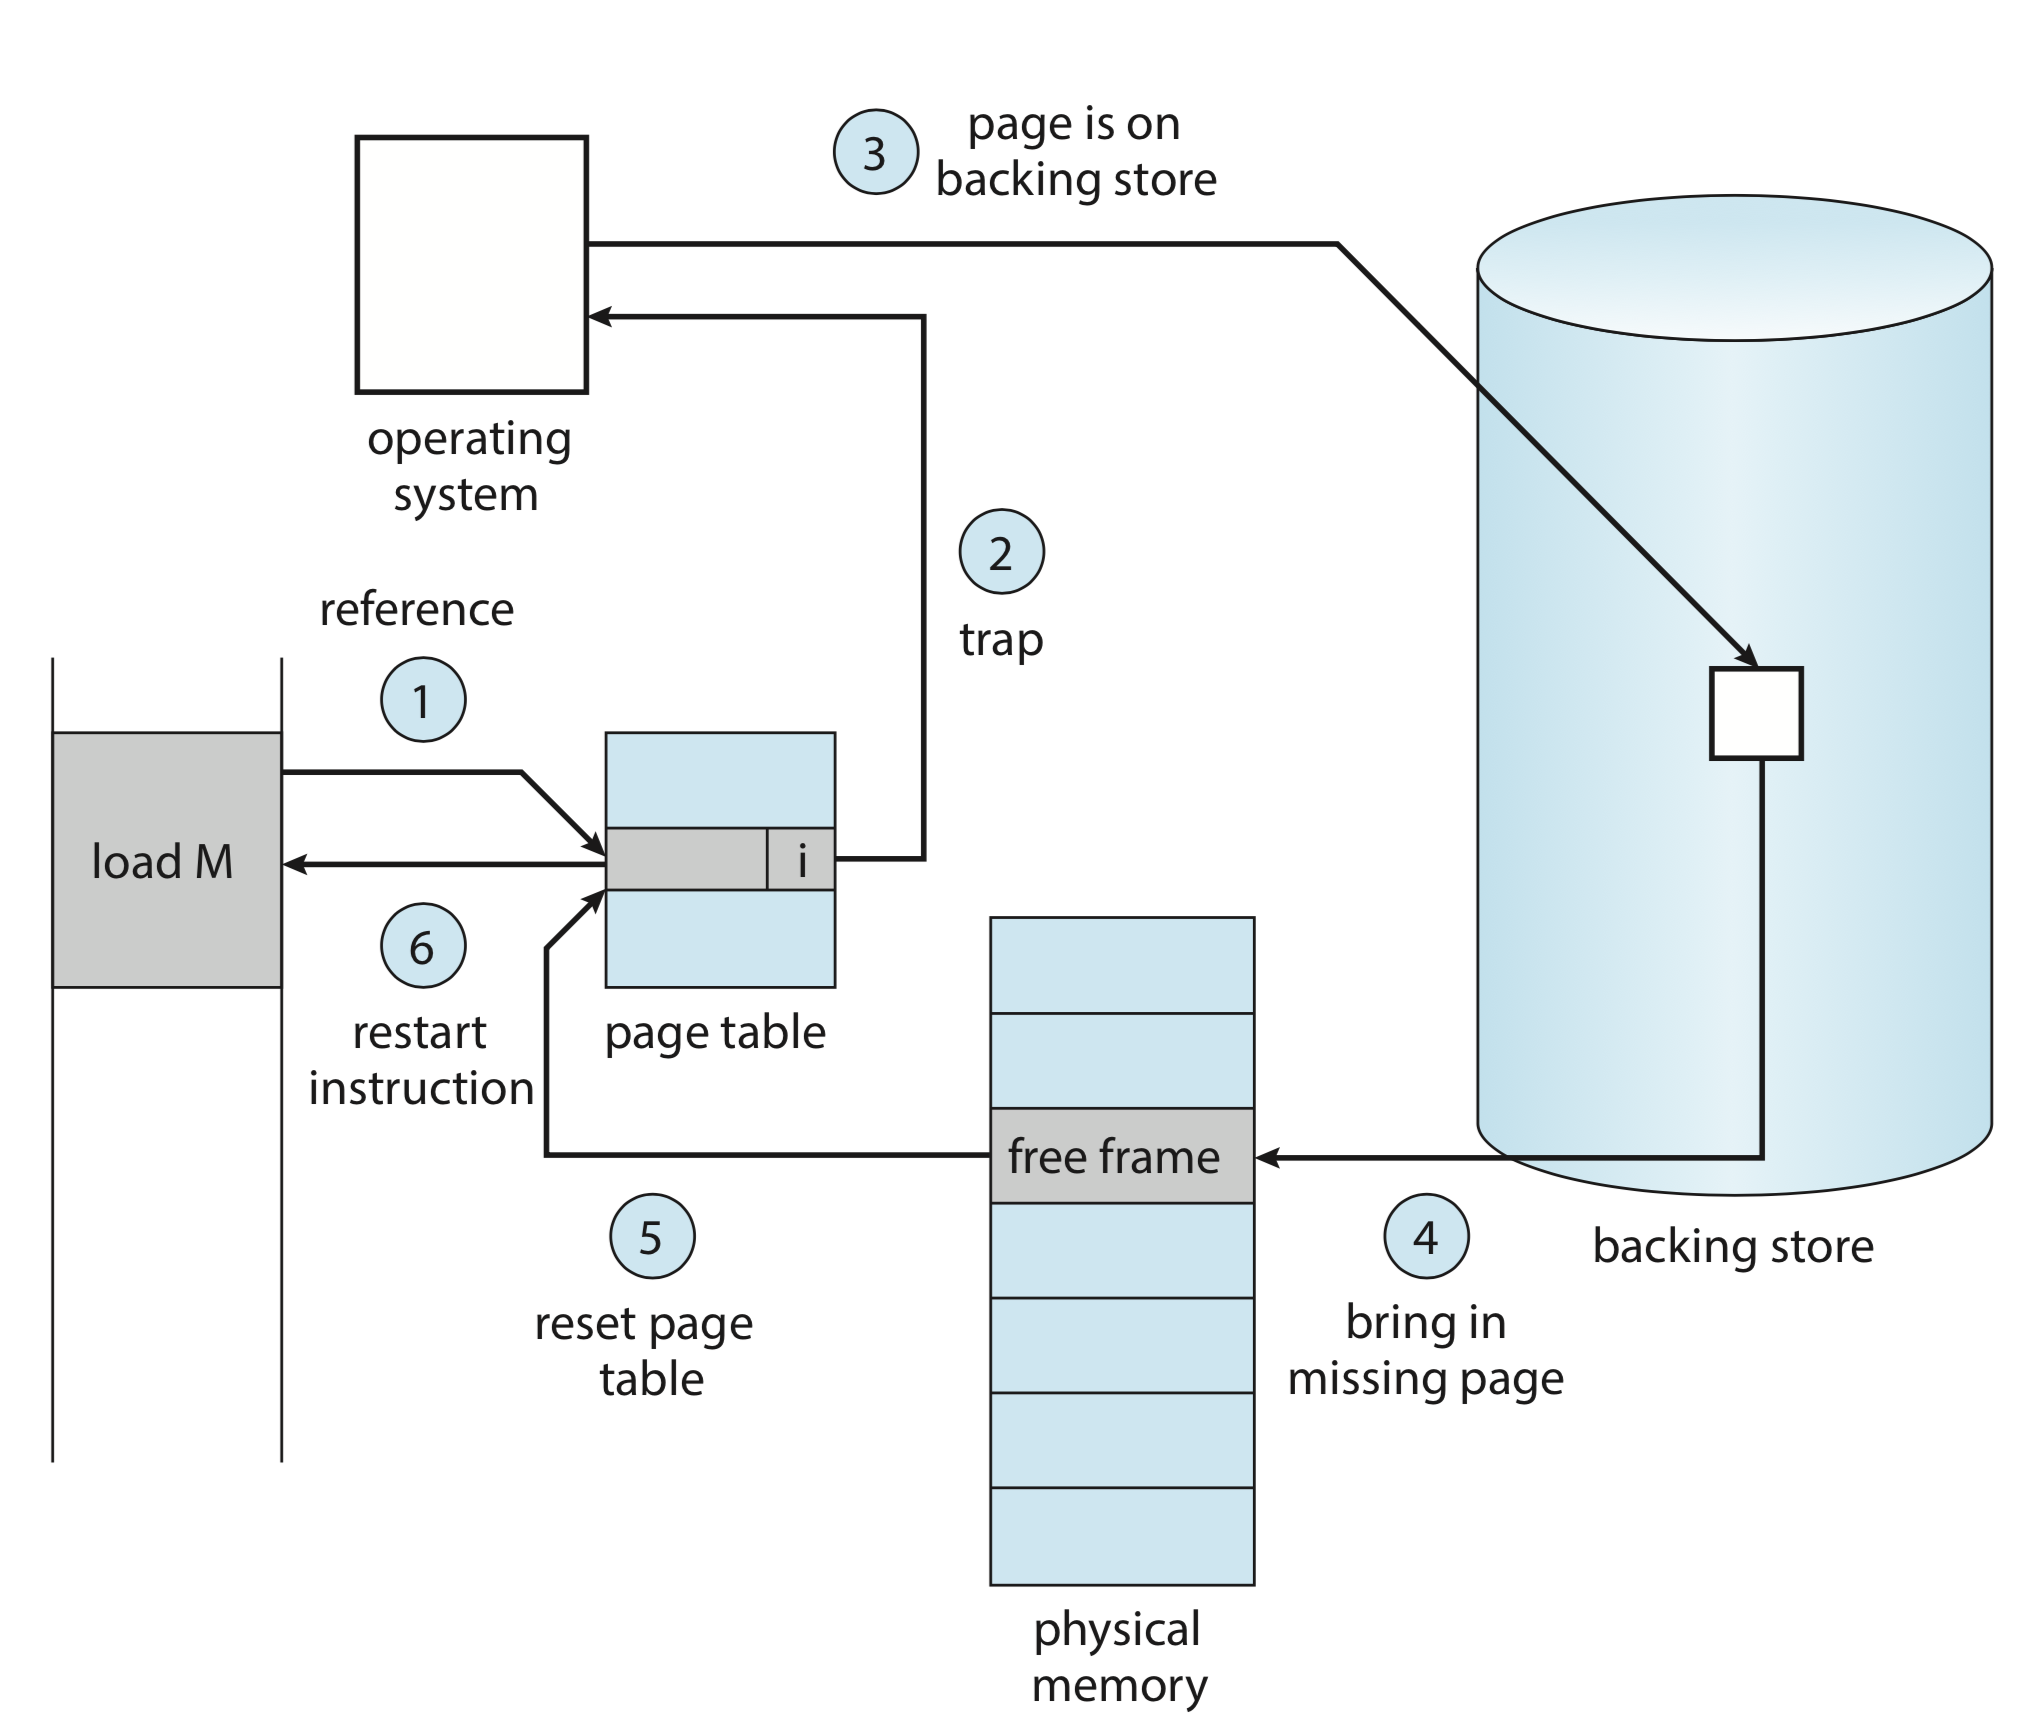 3
page is on
backing store
operating
system
2
trap
reference
1
load M
i
6
restart
instruction
page table
free frame
5
reset page
table
4
bring in
missing page
backing store
physical
memory